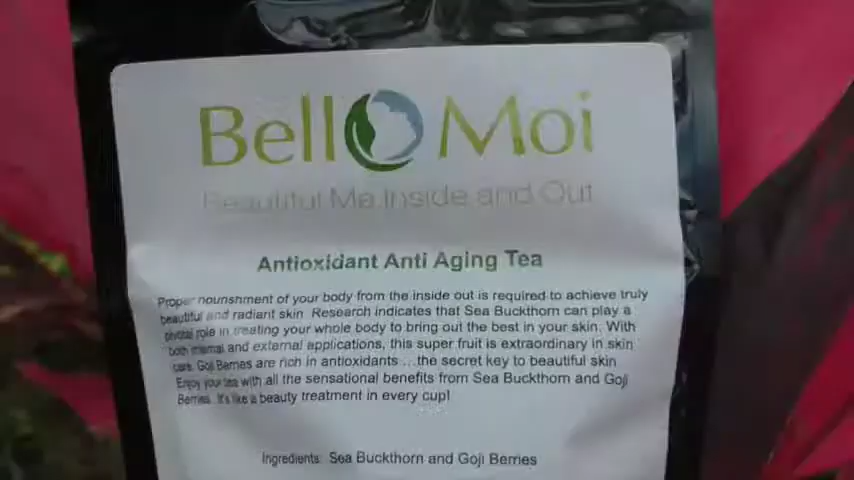 BellO Moi
Beautiful Me Inside and Out
Antioxidant Anti Aging Tea
Proper nourishment of your body from the inside out is required to achieve truly
beautiful and radiant skin. Research indicates that Sea Buckthorn can play a
pivotal role in treating your whole body to bring out the best in your skin. With
both internal and external applications, this super fruit is extraordinary in skin
care. Goji Berries are rich in antioxidants ...the secret key to beautiful skin
Enjoy your tea with all the sensational benefits from Sea Buckthorn and Goji
Berries. It's like a beauty treatment in every cup!
Ingredients: Sea Buckthorn and Goji Berries